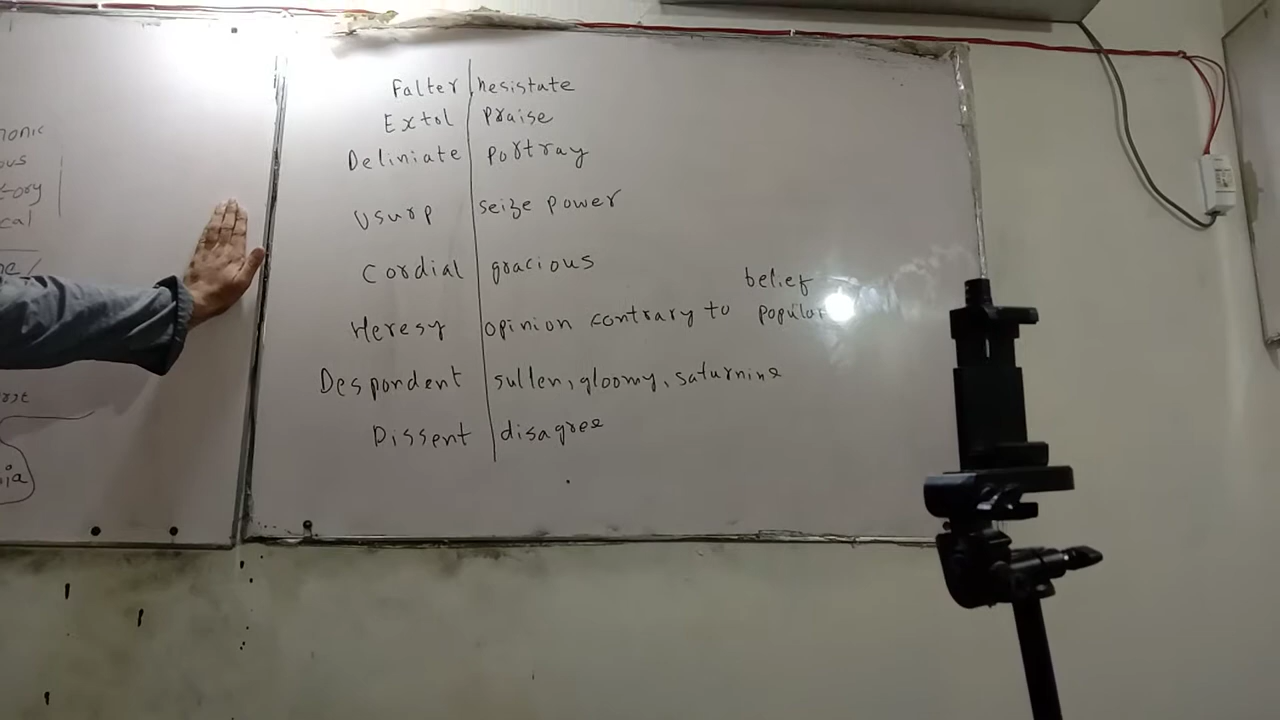 Falter hesistate
Extol Praise
Deliniate portray
Usurp seize power
Cordial gracious
belief
Heresy opinion contrary to popular
Despondent sullen, gloomy, saturnine
Dissent disagree